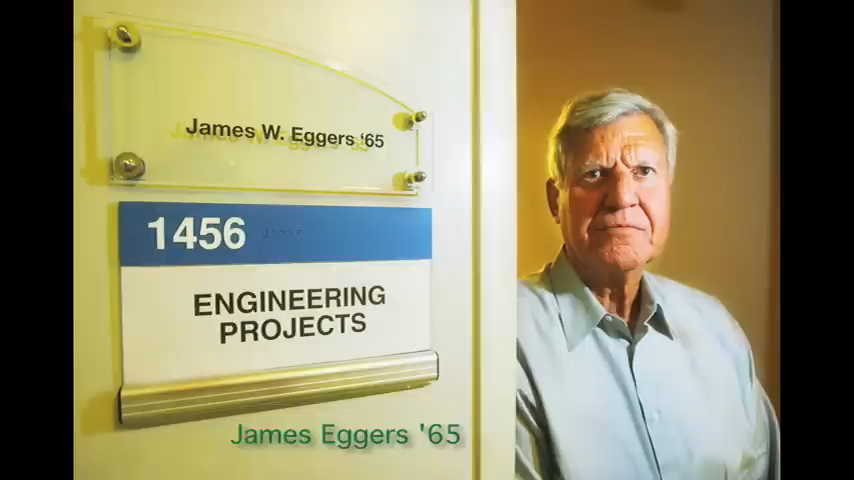 James W. Eggers '65
1456
ENGINEERING
PROJECTS
James Eggers '65